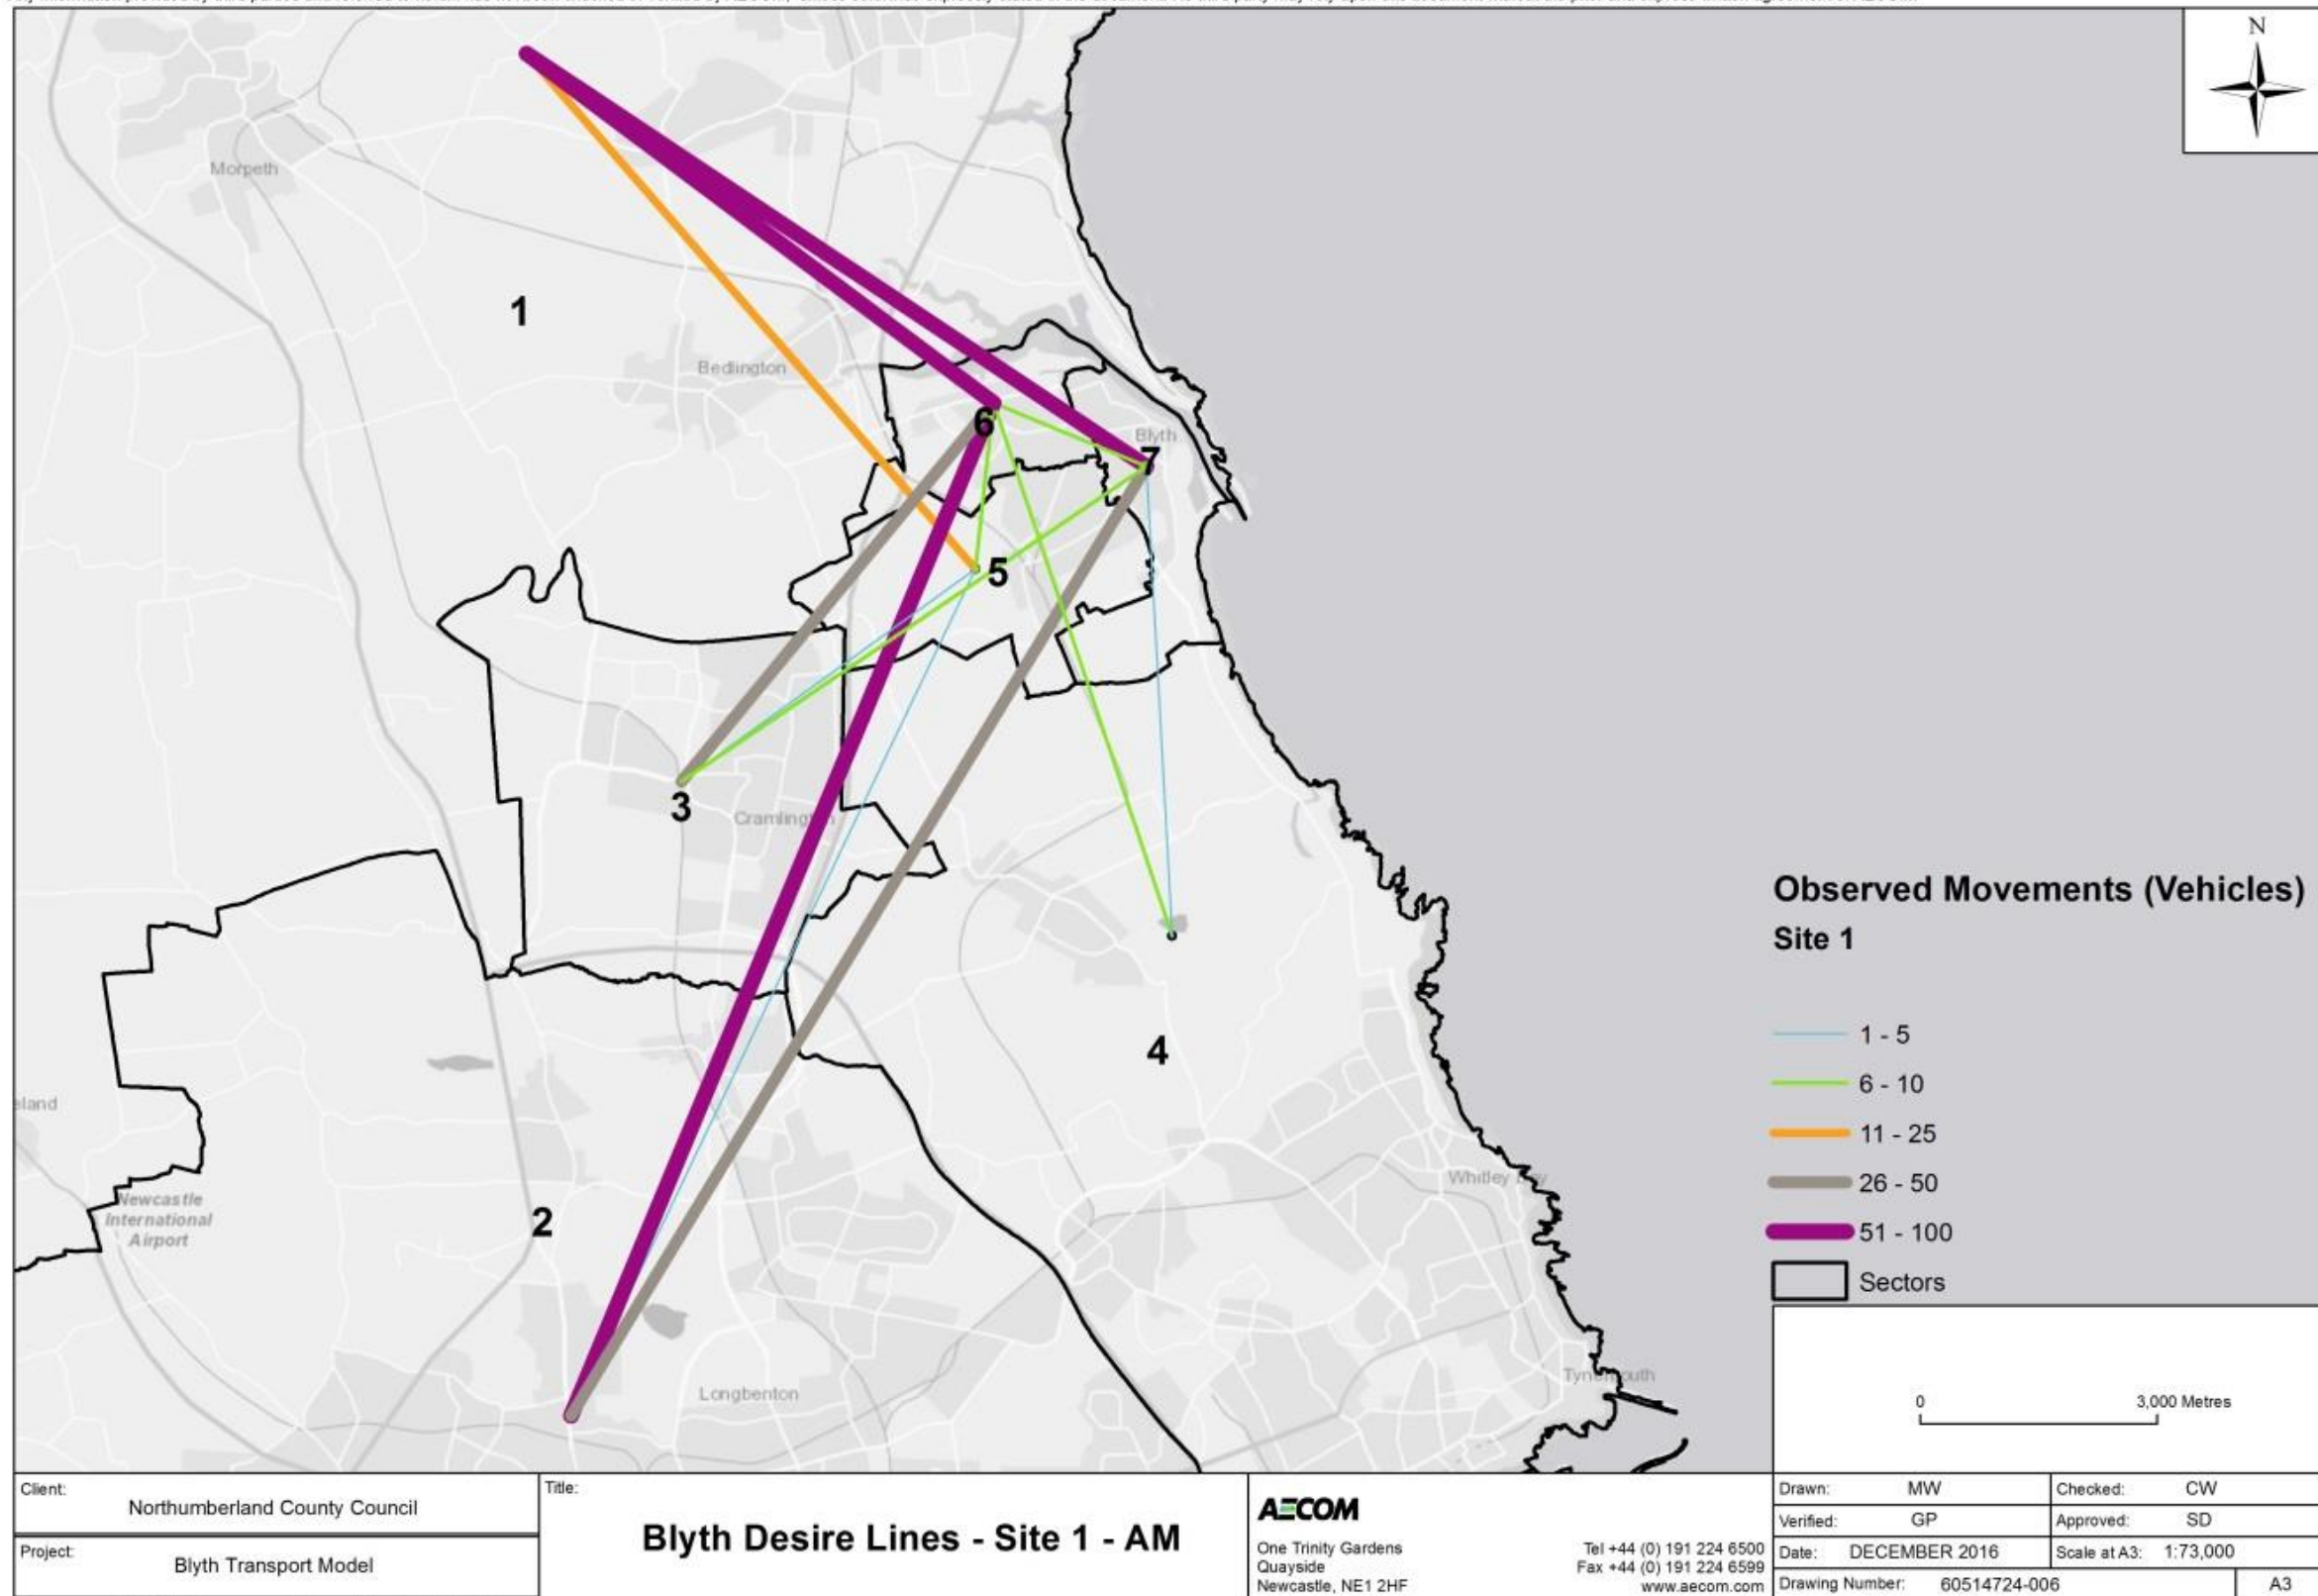 N
Morpeth
1
Bedlington
6
Blyth
7
5
3
Cramlington
4
eland
Newcastle
International
Airport
2
Whitley Bay
Longbenton
Tynemouth
Observed Movements (Vehicles)
Site 1
1 - 5
6 - 10
11 - 25
26 - 50
51 - 100
Sectors
0 3,000 Metres
Client:
Northumberland County Council
Project:
Blyth Transport Model
Title:
Blyth Desire Lines - Site 1 - AM
AECOM
One Trinity Gardens
Quayside
Newcastle, NE1 2HF
Tel +44 (0) 191 224 6500
Fax +44 (0) 191 224 6599
www.aecom.com
Drawn: MW Checked: CW
Verified: GP Approved: SD
Date: DECEMBER 2016 Scale at A3: 1:73,000
Drawing Number: 60514724-006 A3